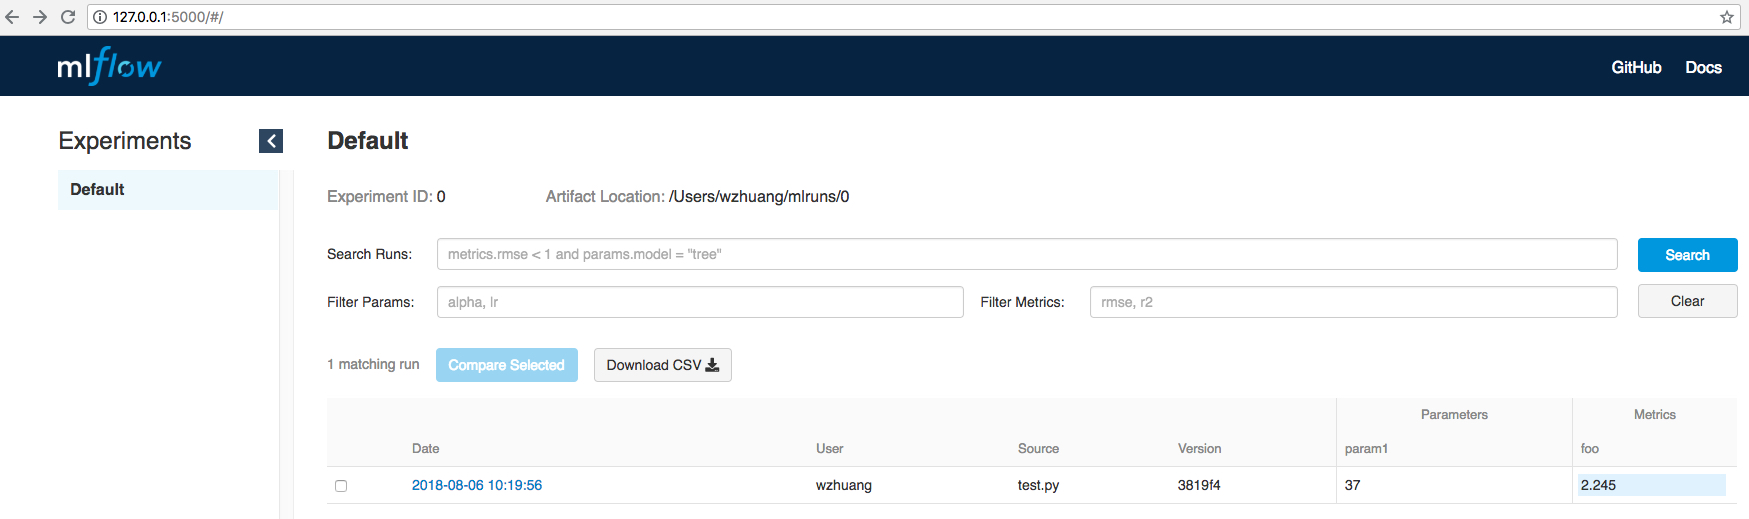 127.0.0.1:5000/#/
mlflow
GitHub Docs
Experiments
Default
Default
Experiment ID: 0 Artifact Location: /Users/wzhuang/mlruns/0
Search Runs: metrics.rmse < 1 and params.model = "tree" Search
Filter Params: alpha, lr Filter Metrics: rmse, r2 Clear
1 matching run Compare Selected Download CSV
Parameters Metrics
Date User Source Version param1 foo
2018-08-06 10:19:56 wzhuang test.py 3819f4 37 2.245